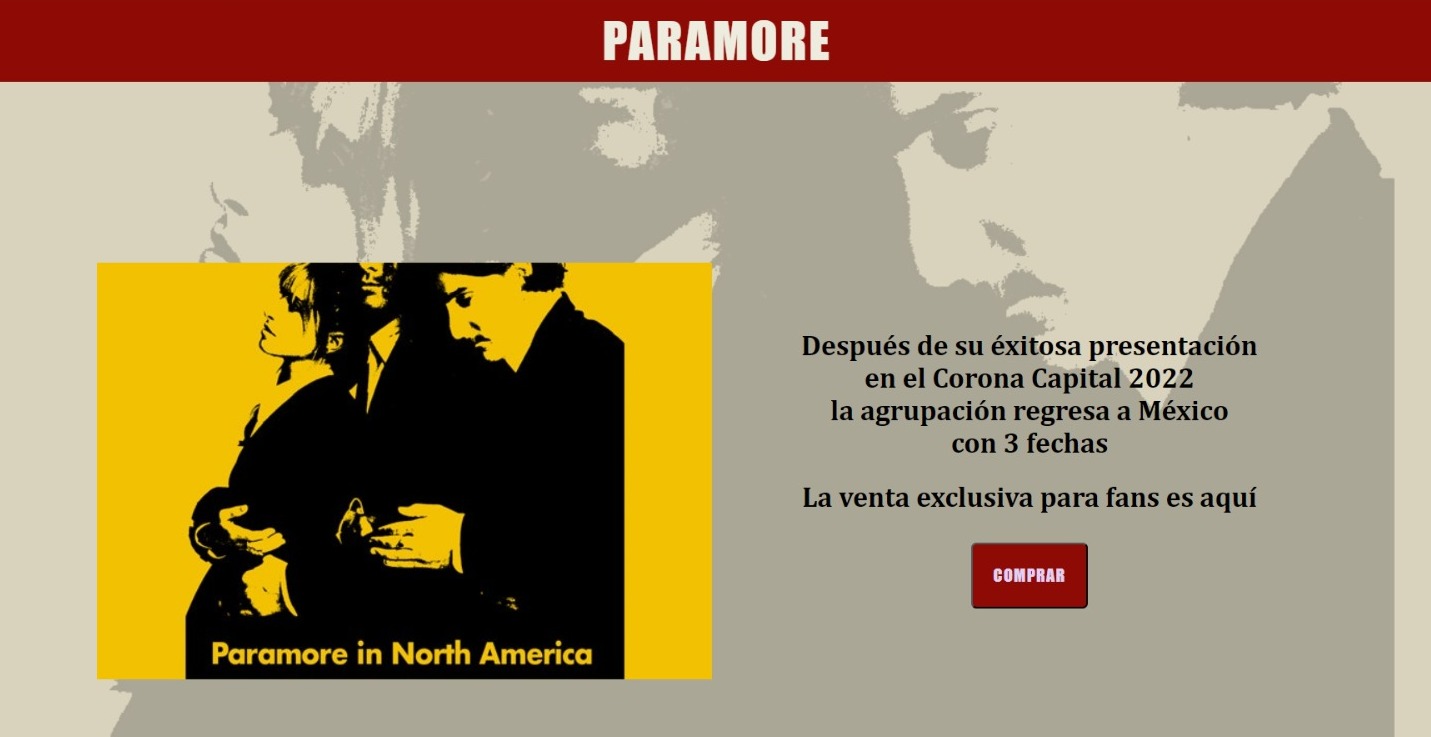 PARAMORE
Después de su éxitosa presentación
en el Corona Capital 2022
la agrupación regresa a México
con 3 fechas
La venta exclusiva para fans es aquí
COMPRAR
Paramore in North America